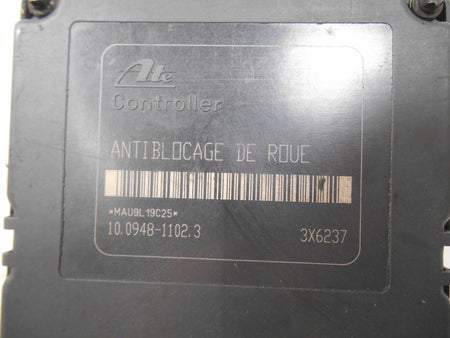 Ate
Controller
ANTIBLOCAGE DE ROUE
*MAU9L19C25*
10.0948-1102.3 3X6237